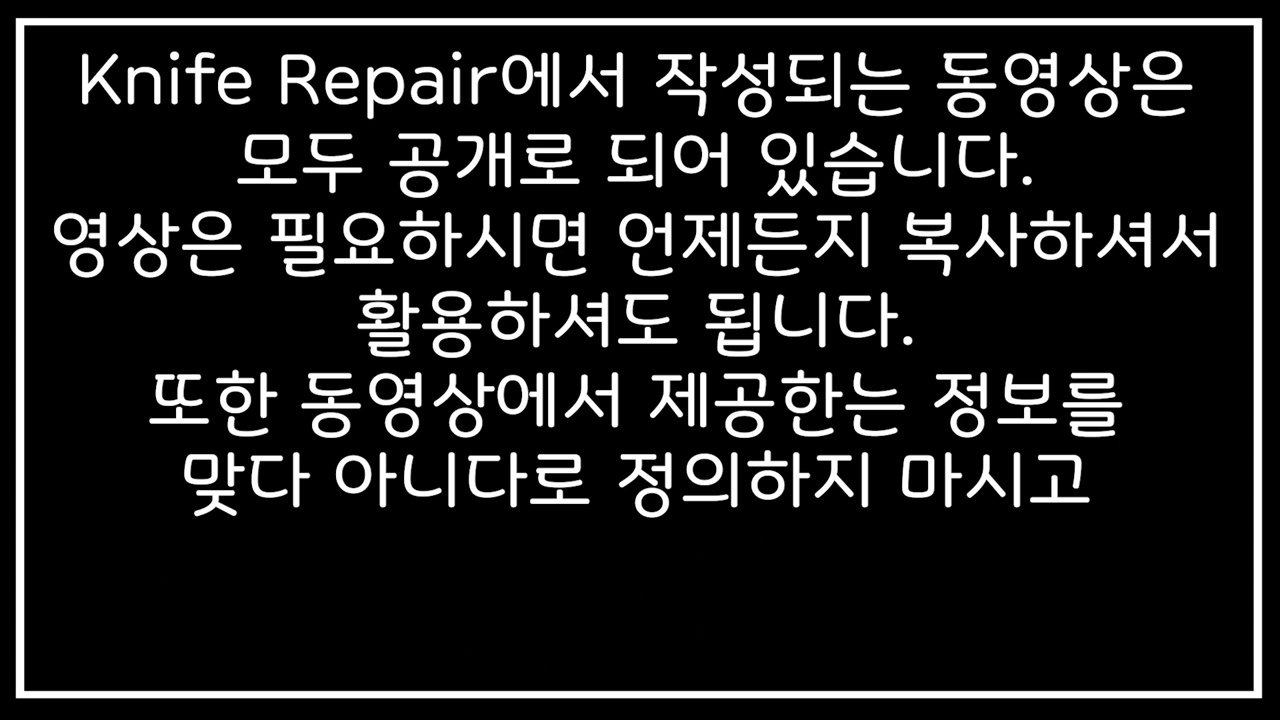 Knife Repair에서 작성되는 동영상은
모두 공개로 되어 있습니다.
영상은 필요하시면 언제든지 복사하셔서
활용하셔도 됩니다.
또한 동영상에서 제공한는 정보를
맞다 아니다로 정의하지 마시고